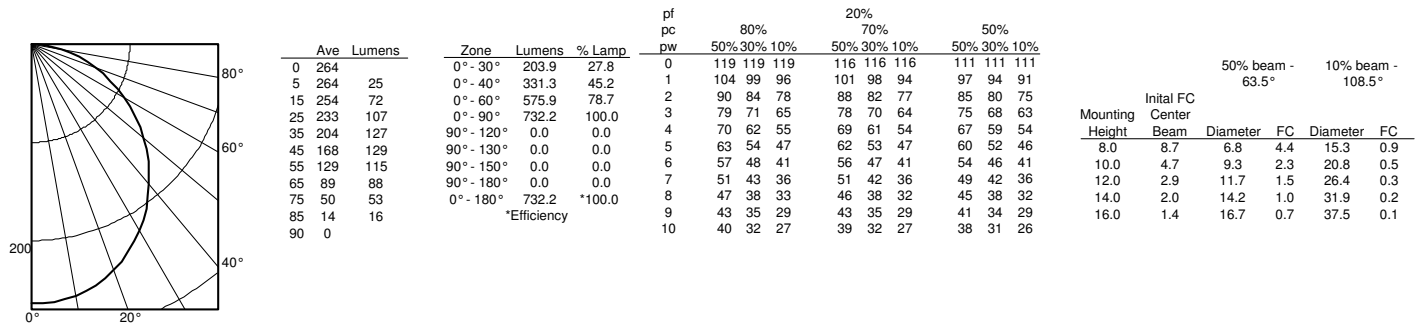 80°
60°
40°
200
0° 20°
Ave Lumens
0 264
5 264 25
15 254 72
25 233 107
35 204 127
45 168 129
55 129 115
65 89 88
75 50 53
85 14 16
90 0
Zone Lumens % Lamp
0°- 30° 203.9 27.8
0°- 40° 331.3 45.2
0°- 60° 575.9 78.7
0°- 90° 732.2 100.0
90°- 120° 0.0 0.0
90°- 130° 0.0 0.0
90°- 150° 0.0 0.0
90°- 180° 0.0 0.0
0°- 180° 732.2 *100.0
*Efficiency
pf 20%
pc 80% 70% 50%
pw 50% 30% 10% 50% 30% 10% 50% 30% 10%
0 119 119 119 116 116 116 111 111 111
1 104 99 96 101 98 94 97 94 91
2 90 84 78 88 82 77 85 80 75
3 79 71 65 78 70 64 75 68 63
4 70 62 55 69 61 54 67 59 54
5 63 54 47 62 53 47 60 52 46
6 57 48 41 56 47 41 54 46 41
7 51 43 36 51 42 36 49 42 36
8 47 38 33 46 38 32 45 38 32
9 43 35 29 43 35 29 41 34 29
10 40 32 27 39 32 27 38 31 26
50% beam - 10% beam -
63.5° 108.5°
Inital FC
Mounting Center
Height Beam Diameter FC Diameter FC
8.0 8.7 6.8 4.4 15.3 0.9
10.0 4.7 9.3 2.3 20.8 0.5
12.0 2.9 11.7 1.5 26.4 0.3
14.0 2.0 14.2 1.0 31.9 0.2
16.0 1.4 16.7 0.7 37.5 0.1